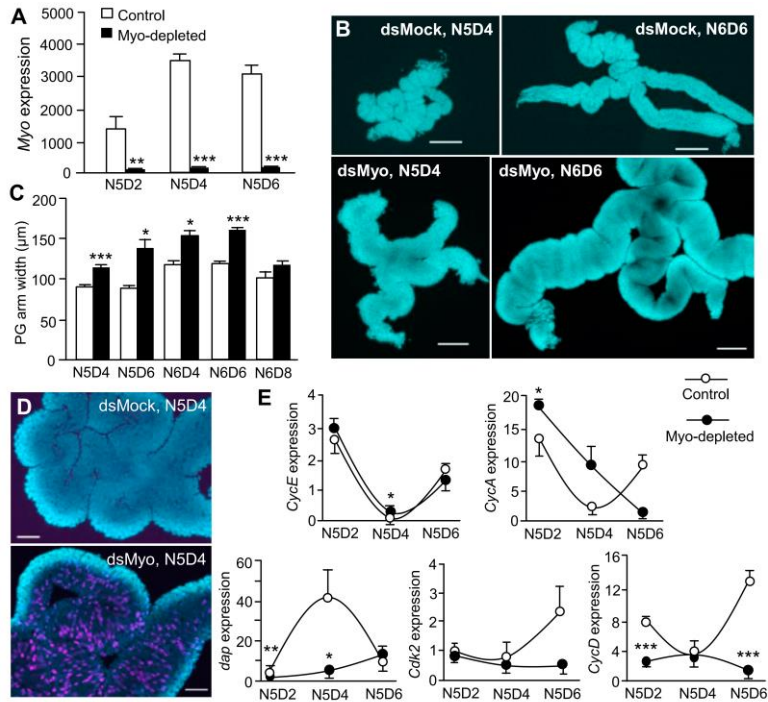 A
Control
Myo-depleted
Myo expression
5000
4000
3000
2000
1000
0
**
***
***
N5D2
N5D4
N5D6
B
dsMock, N5D4
dsMock, N6D6
dsMyo, N5D4
dsMyo, N6D6
C
PG arm width (μm)
200
150
100
50
0
***
*
*
***
N5D4
N5D6
N6D4
N6D6
N6D8
D
dsMock, N5D4
dsMyo, N5D4
E
CycE expression
4
3
2
1
0
*
N5D2
N5D4
N5D6
CycA expression
20
15
10
5
0
*
N5D2
N5D4
N5D6
Control
Myo-depleted
dap expression
60
40
20
0
**
*
N5D2
N5D4
N5D6
Cdk2 expression
4
3
2
1
0
N5D2
N5D4
N5D6
CycD expression
16
12
8
4
0
***
***
N5D2
N5D4
N5D6